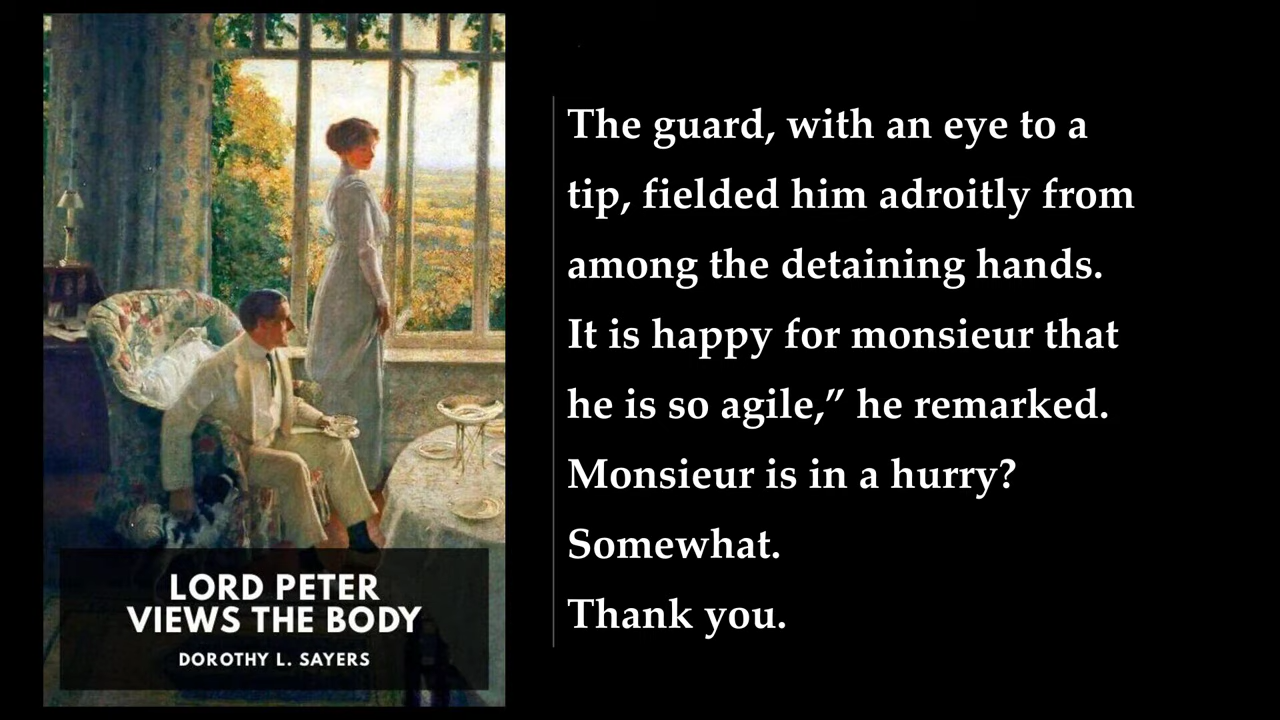 LORD PETER
VIEWS THE BODY
DOROTHY L. SAYERS
The guard, with an eye to a
tip, fielded him adroitly from
among the detaining hands.
It is happy for monsieur that
he is so agile,” he remarked.
Monsieur is in a hurry?
Somewhat.
Thank you.